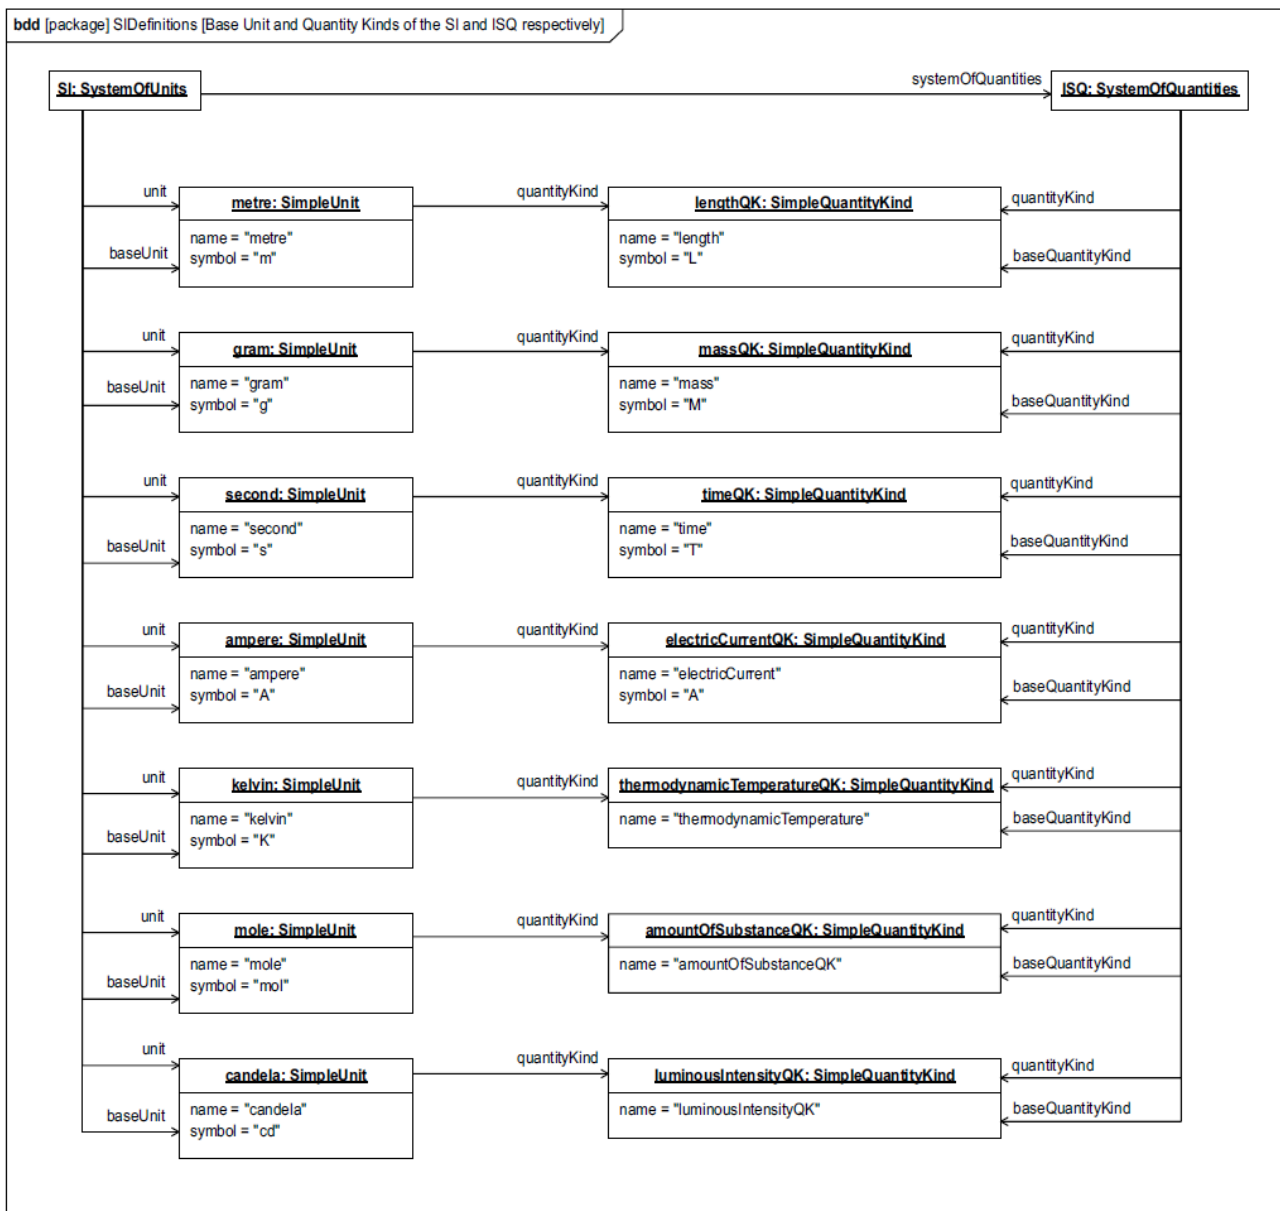 bdd [package] SIDefinitions [Base Unit and Quantity Kinds of the SI and ISQ respectively]
SI: SystemOfUnits
systemOfQuantities
ISQ: SystemOfQuantities
unit
metre: SimpleUnit
quantityKind
lengthQK: SimpleQuantityKind
quantityKind
name = "metre"
symbol = "m"
baseUnit
name = "length"
symbol = "L"
baseQuantityKind
unit
gram: SimpleUnit
quantityKind
massQK: SimpleQuantityKind
quantityKind
name = "gram"
symbol = "g"
baseUnit
name = "mass"
symbol = "M"
baseQuantityKind
unit
second: SimpleUnit
quantityKind
timeQK: SimpleQuantityKind
quantityKind
name = "second"
symbol = "s"
baseUnit
name = "time"
symbol = "T"
baseQuantityKind
unit
ampere: SimpleUnit
quantityKind
electricCurrentQK: SimpleQuantityKind
quantityKind
name = "ampere"
symbol = "A"
baseUnit
name = "electricCurrent"
symbol = "A"
baseQuantityKind
unit
kelvin: SimpleUnit
quantityKind
thermodynamicTemperatureQK: SimpleQuantityKind
quantityKind
name = "kelvin"
symbol = "K"
baseUnit
name = "thermodynamicTemperature"
baseQuantityKind
unit
mole: SimpleUnit
quantityKind
amountOfSubstanceQK: SimpleQuantityKind
quantityKind
name = "mole"
symbol = "mol"
baseUnit
name = "amountOfSubstanceQK"
baseQuantityKind
unit
candela: SimpleUnit
quantityKind
luminousIntensityQK: SimpleQuantityKind
quantityKind
name = "candela"
symbol = "cd"
baseUnit
name = "luminousIntensityQK"
baseQuantityKind